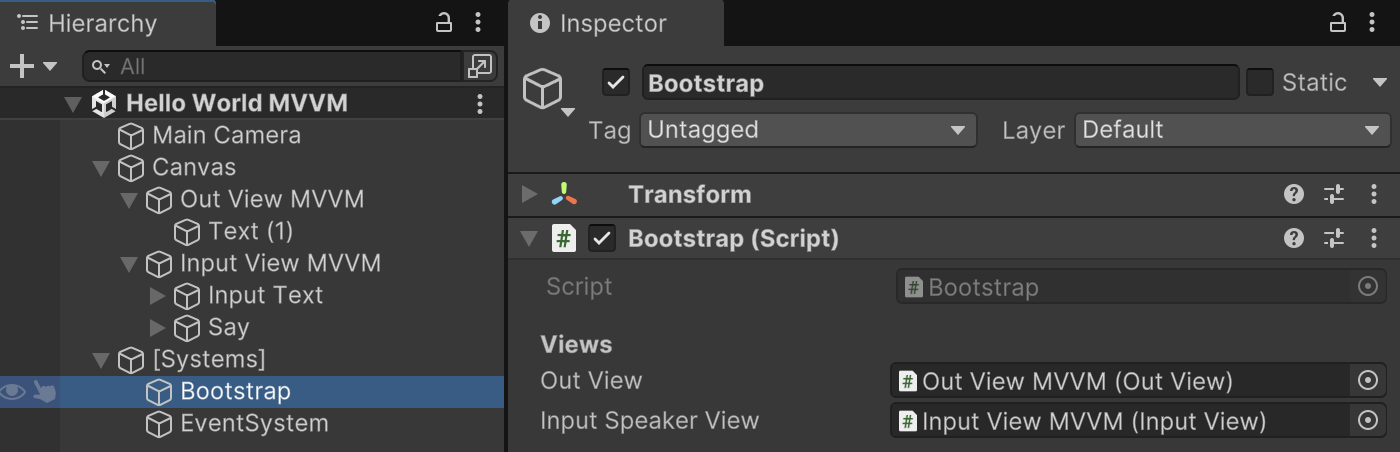 Hierarchy
All
Hello World MVVM
Main Camera
Canvas
Out View MVVM
Text (1)
Input View MVVM
Input Text
Say
[Systems]
Bootstrap
EventSystem
Inspector
Bootstrap Static
Tag Untagged Layer Default
Transform
# Bootstrap (Script)
Script # Bootstrap
Views
Out View # Out View MVVM (Out View)
Input Speaker View # Input View MVVM (Input View)